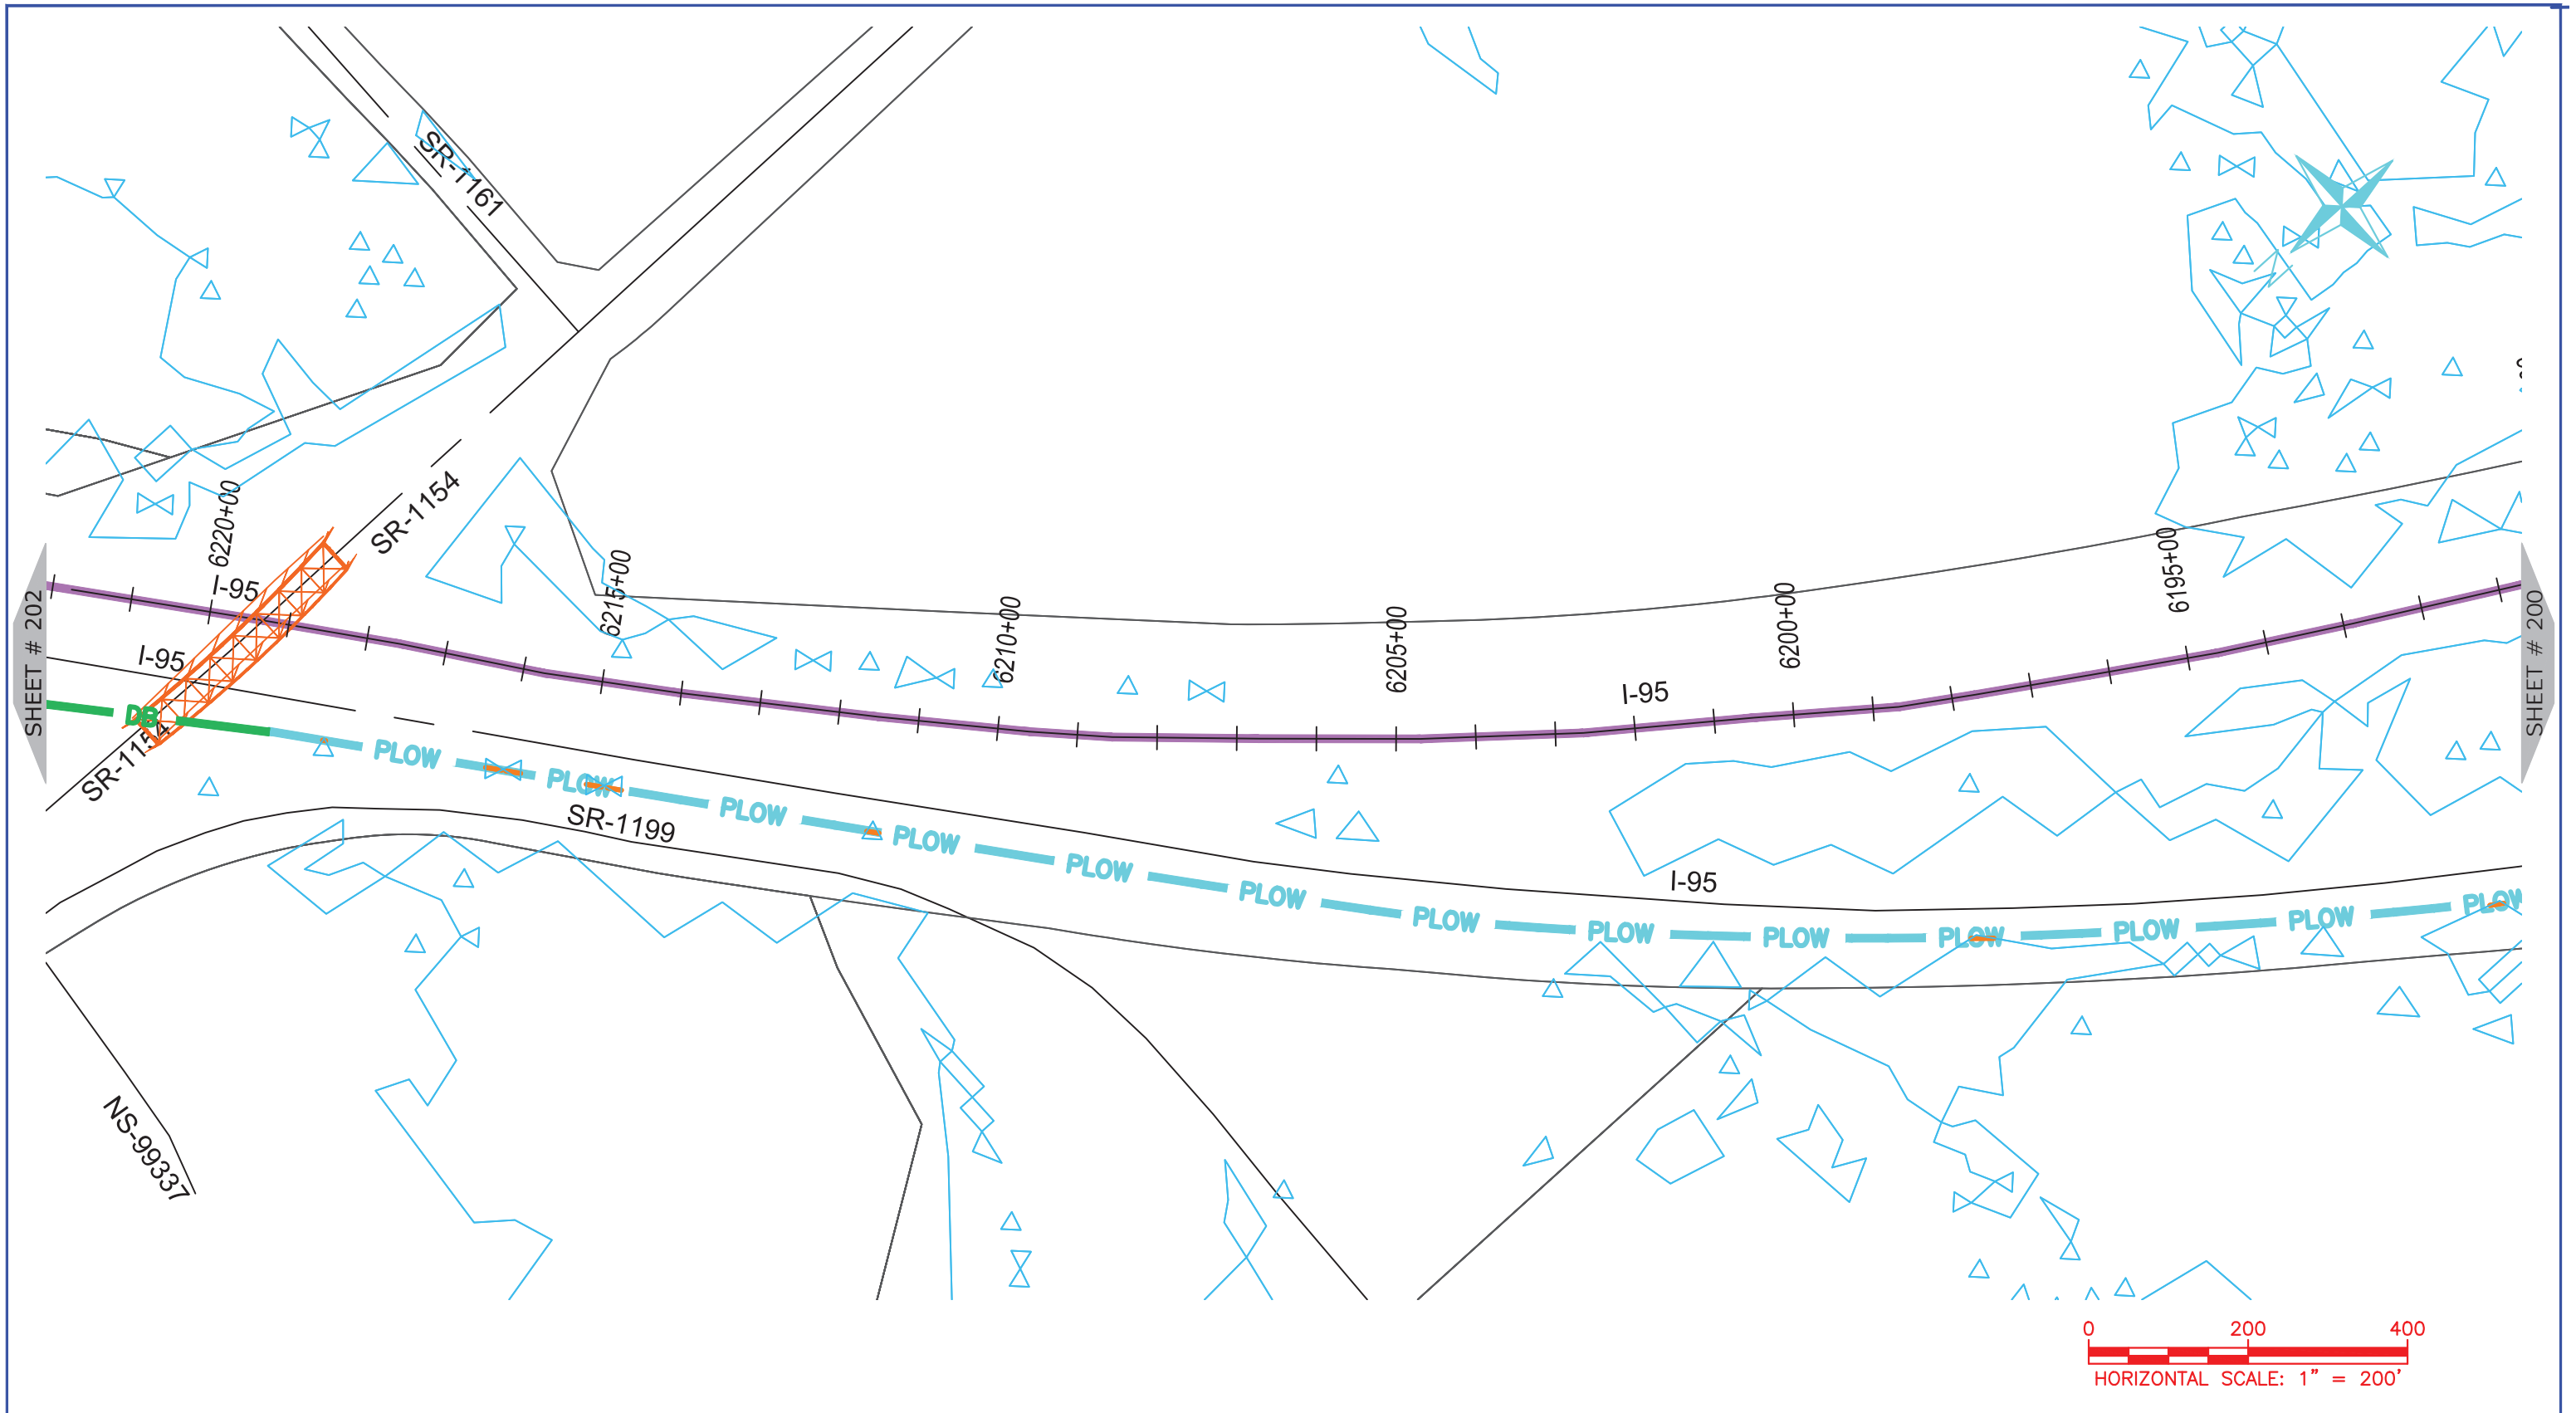 SR-1161
SR-1154
6220+00
I-95
6215+00
6210+00
6205+00
6200+00
6195+00
SHEET # 202
SHEET # 200
I-95
I-95
DB
SR-1154
PLOW
PLOW
PLOW
PLOW
PLOW
PLOW
PLOW
PLOW
PLOW
PLOW
PLOW
PLOW
PLOW
SR-1199
I-95
NS-99337
0 200 400
HORIZONTAL SCALE: 1” = 200’